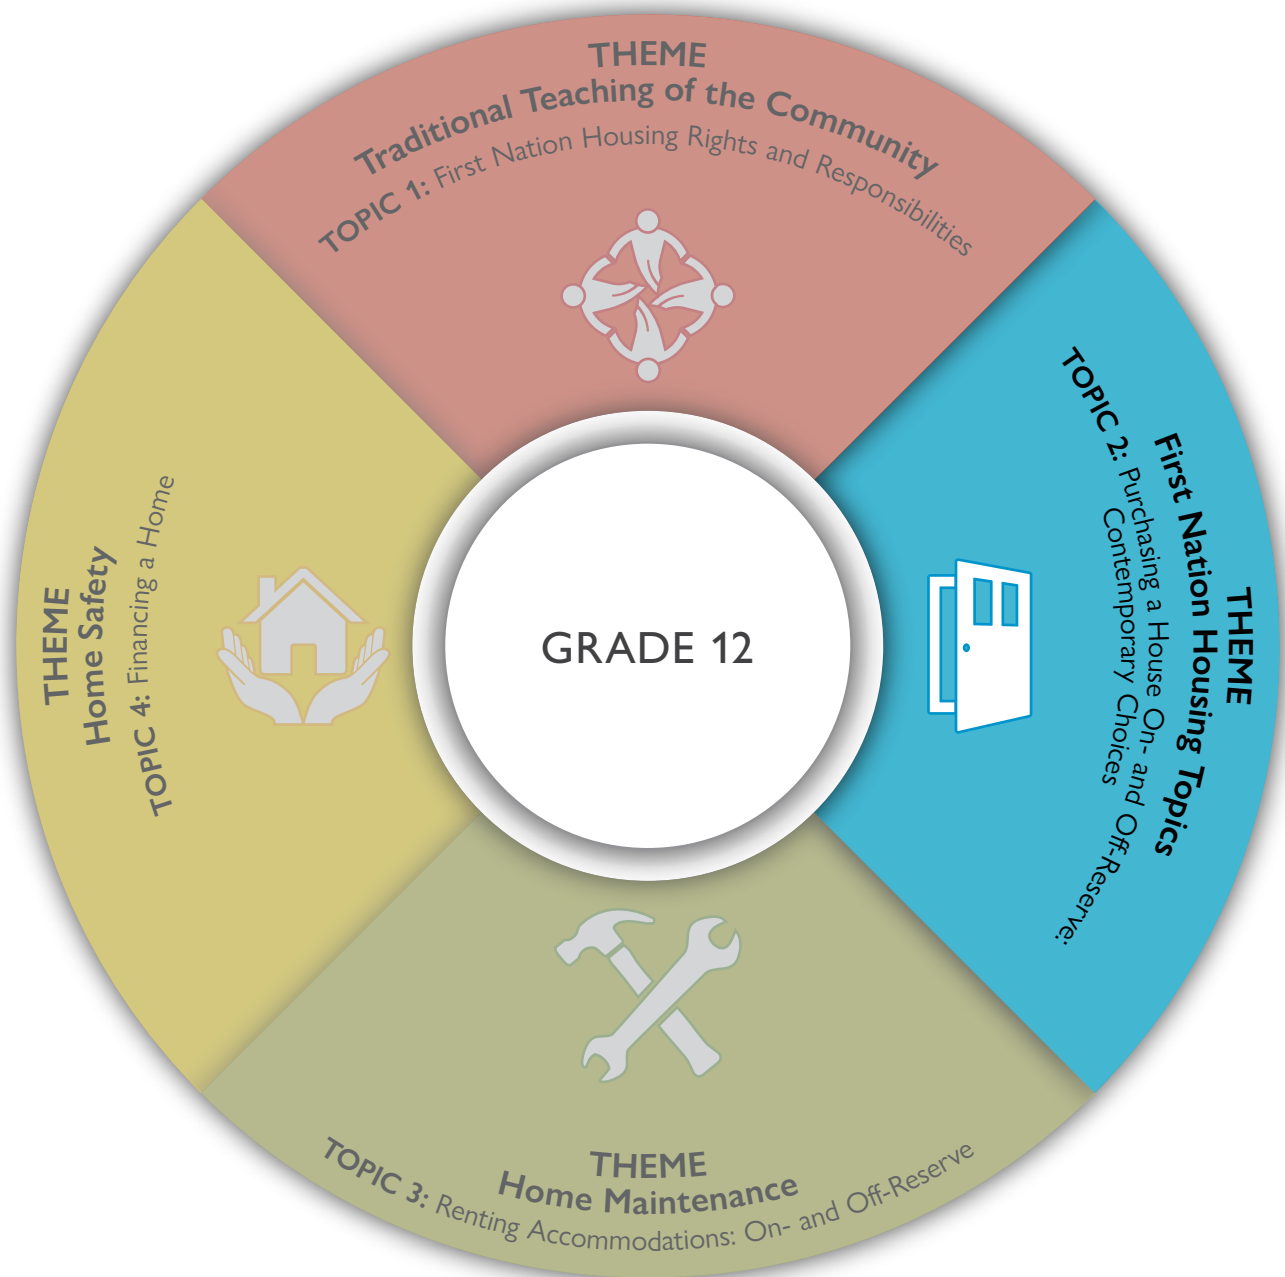 THEME
Traditional Teaching of the Community
TOPIC 1: First Nation Housing Rights and Responsibilities
THEME
First Nation Housing Topics
TOPIC 2: Purchasing a House On- and Off-Reserve:
Contemporary Choices
THEME
Home Maintenance
TOPIC 3: Renting Accommodations: On- and Off-Reserve
THEME
Home Safety
TOPIC 4: Financing a Home
GRADE 12